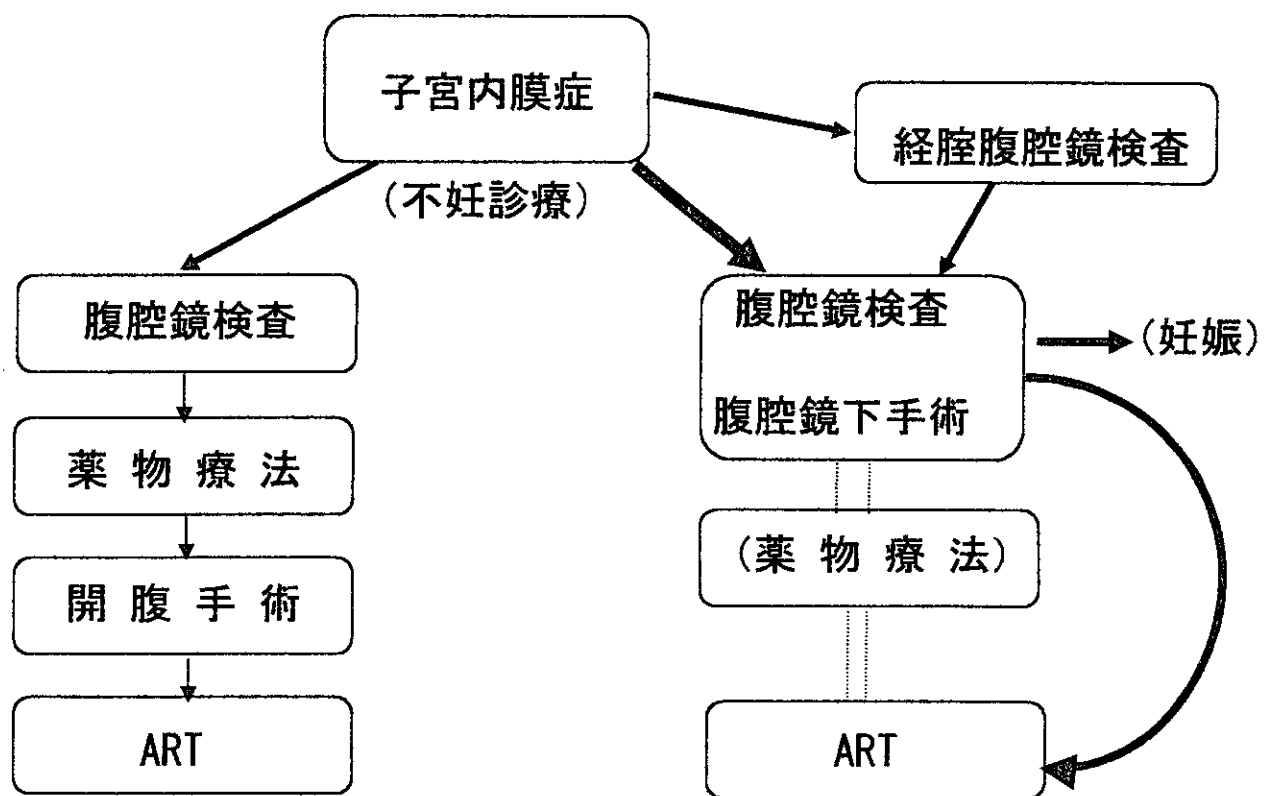 子宮内膜症
経腟腹腔鏡検査
(不妊診療)
腹腔鏡検査
腹腔鏡検査
(妊娠)
腹腔鏡下手術
薬物療法
(薬物療法)
開腹手術
ART
ART